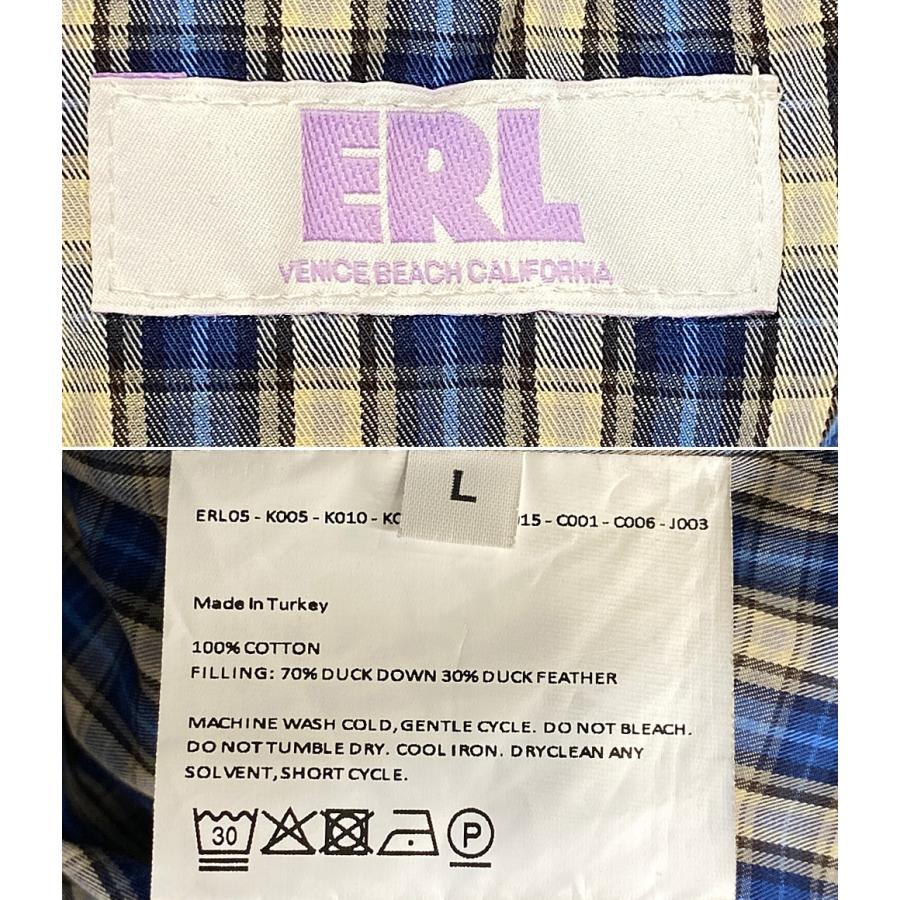 ERL
VENICE BEACH CALIFORNIA
L
ERL05 - K005 - K010 - 15 - C001 - C006 - J003
Made In Turkey
100% COTTON
FILLING: 70% DUCK DOWN 30% DUCK FEATHER
MACHINE WASH COLD, GENTLE CYCLE. DO NOT BLEACH.
DO NOT TUMBLE DRY. COOL IRON. DRYCLEAN ANY
SOLVENT, SHORT CYCLE.
30 P